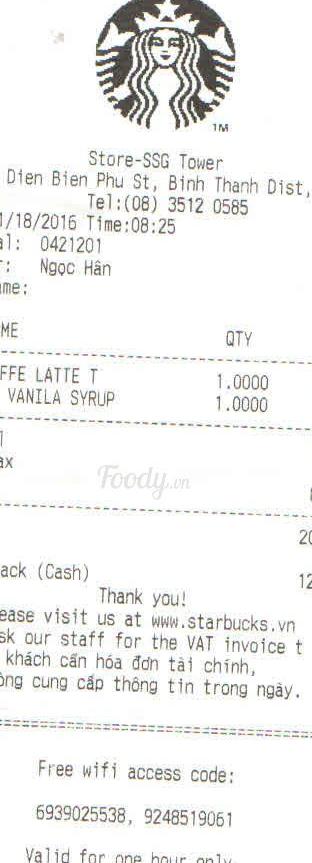 TM
Store-SSG Tower
Dien Bien Phu St, Binh Thanh Dist,
Tel:(08) 3512 0585
1/18/2016 Time:08:25
al: 0421201
r: Ngọc Hân
ame:
ME QTY
FFE LATTE T 1.0000
VANILA SYRUP 1.0000
l
ax
Foody.vn
20
ack (Cash) 12
Thank you!
ease visit us at www.starbucks.vn
sk our staff for the VAT invoice t
khách cần hóa đơn tài chính,
òng cung cấp thông tin trong ngày.
Free wifi access code:
6939025538, 9248519061
Valid for one hour only